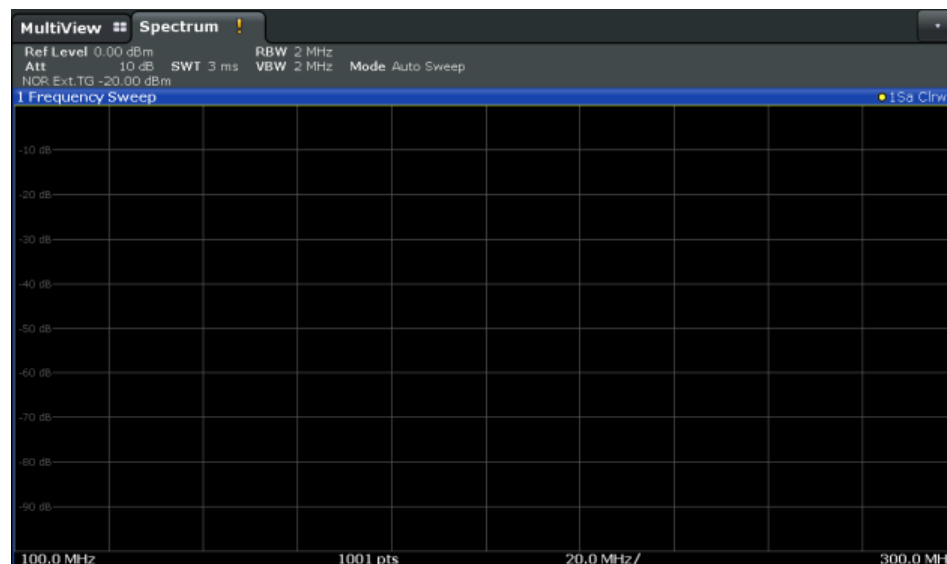 MultiView Spectrum !
Ref Level 0.00 dBm RBW 2 MHz
Att 10 dB SWT 3 ms VBW 2 MHz Mode Auto Sweep
NOR Ext.TG -20.00 dBm
1 Frequency Sweep 1Sa Clrw
-10 dB
-20 dB
-30 dB
-40 dB
-50 dB
-60 dB
-70 dB
-80 dB
-90 dB
100.0 MHz 1001 pts 20.0 MHz/ 300.0 MH